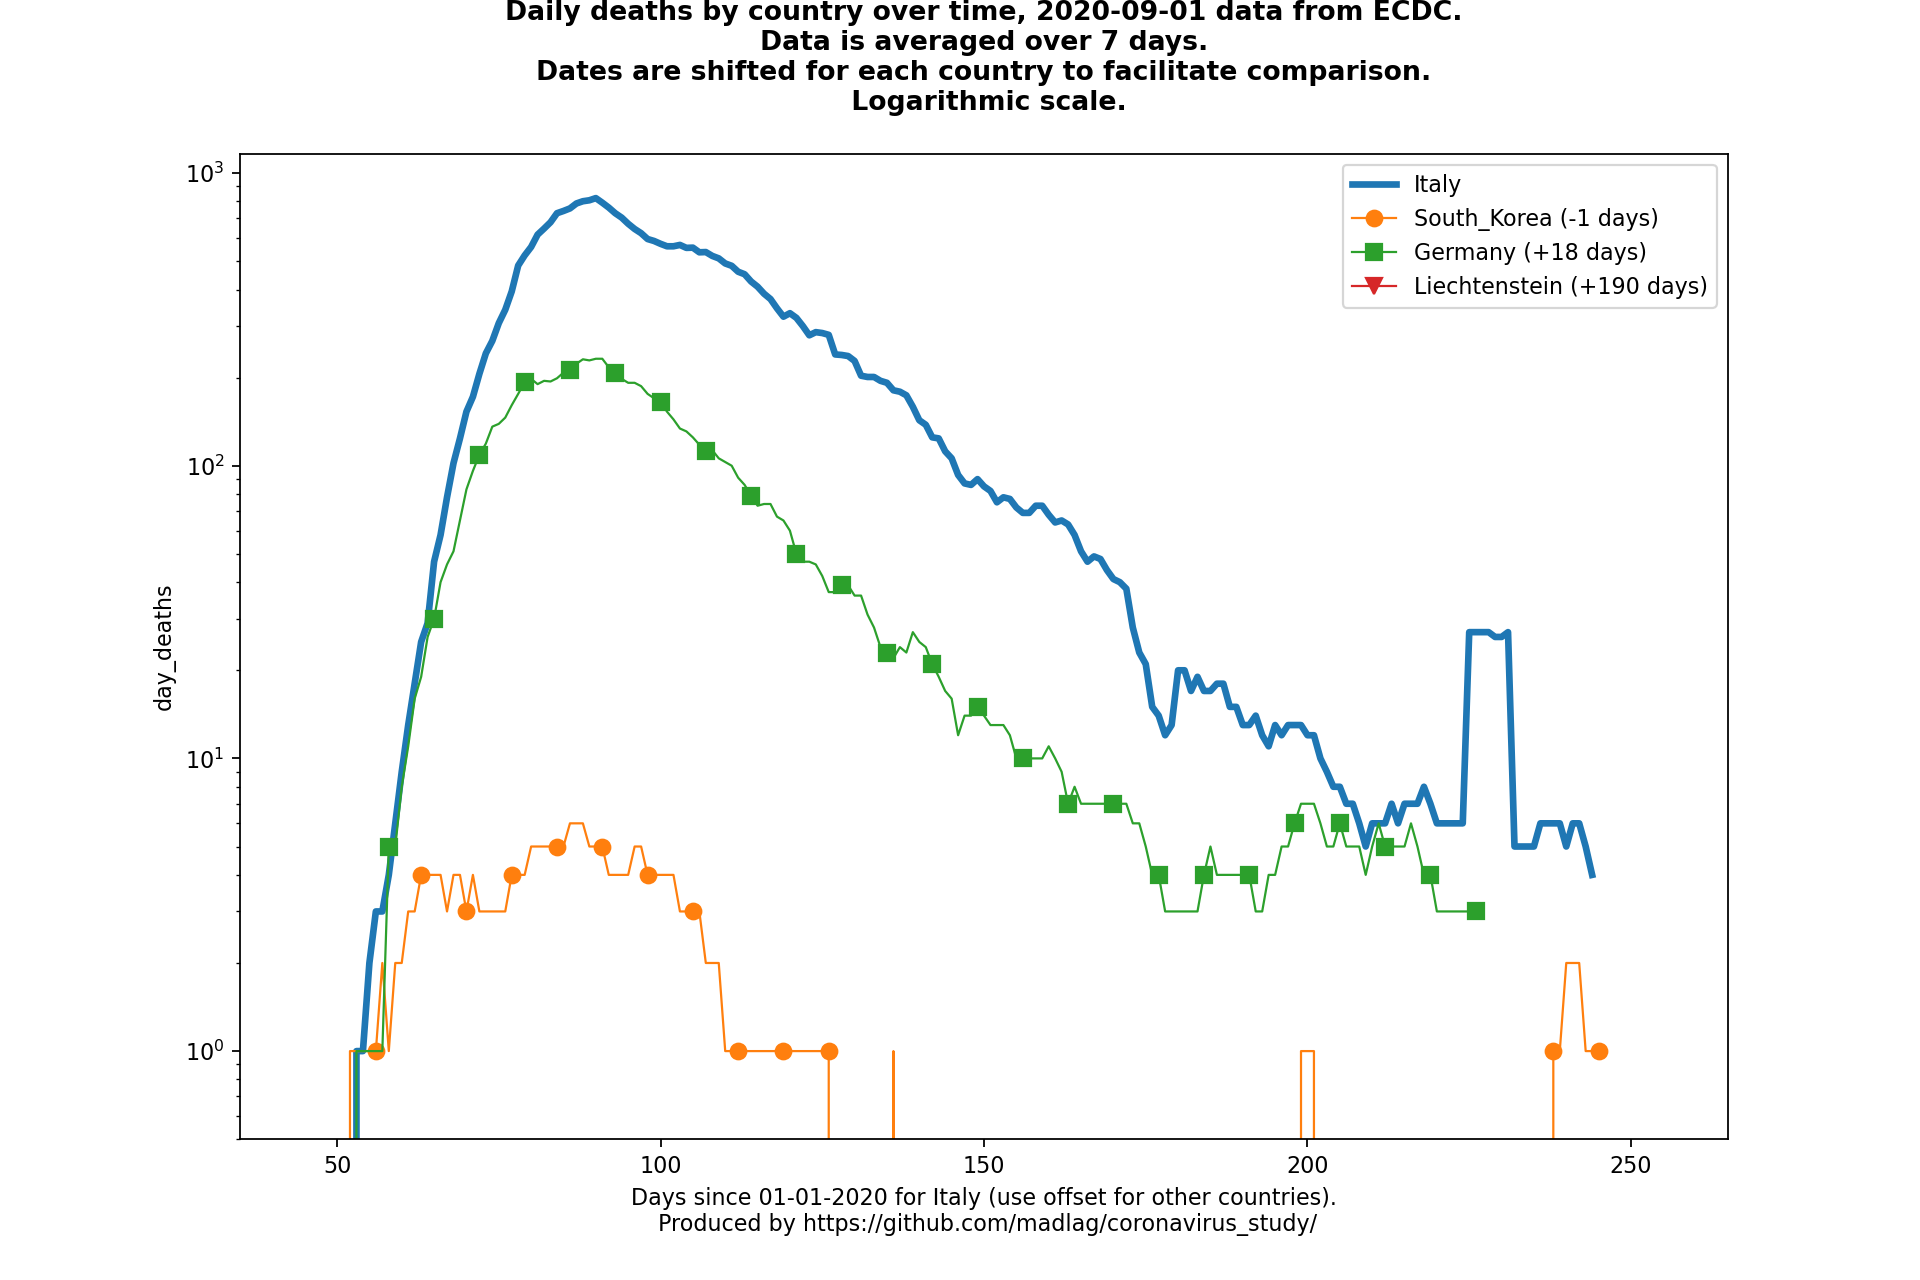 Daily deaths by country over time, 2020-09-01 data from ECDC.
Data is averaged over 7 days.
Dates are shifted for each country to facilitate comparison.
Logarithmic scale.
10³
10²
10¹
10⁰
day_deaths
Italy
South_Korea (-1 days)
Germany (+18 days)
Liechtenstein (+190 days)
50 100 150 200 250
Days since 01-01-2020 for Italy (use offset for other countries).
Produced by https://github.com/madlag/coronavirus_study/